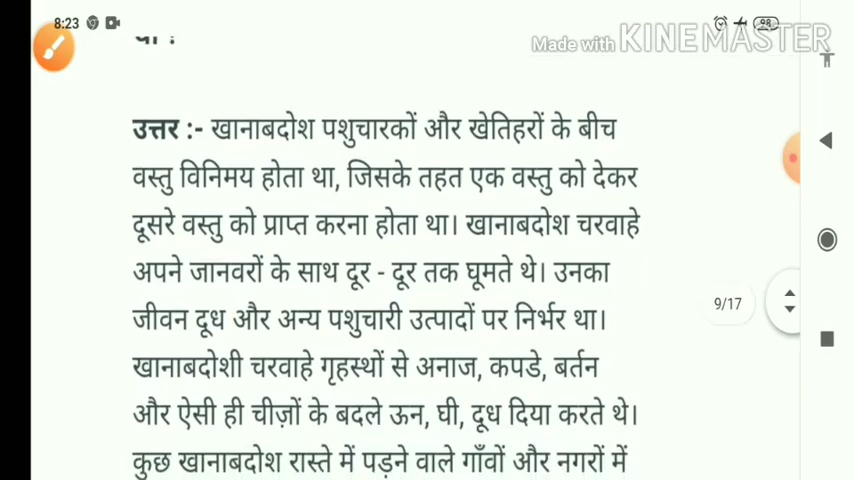 8:23
98
Made with KINEMASTER
था ?
उत्तर :- खानाबदोश पशुचारकों और खेतिहरों के बीच
वस्तु विनिमय होता था, जिसके तहत एक वस्तु को देकर
दूसरे वस्तु को प्राप्त करना होता था। खानाबदोश चरवाहे
अपने जानवरों के साथ दूर - दूर तक घूमते थे। उनका
जीवन दूध और अन्य पशुचारी उत्पादों पर निर्भर था।
9/17
खानाबदोशी चरवाहे गृहस्थों से अनाज, कपडे, बर्तन
और ऐसी ही चीज़ों के बदले ऊन, घी, दूध दिया करते थे।
कुछ खानाबदोश रास्ते में पड़ने वाले गाँवों और नगरों में